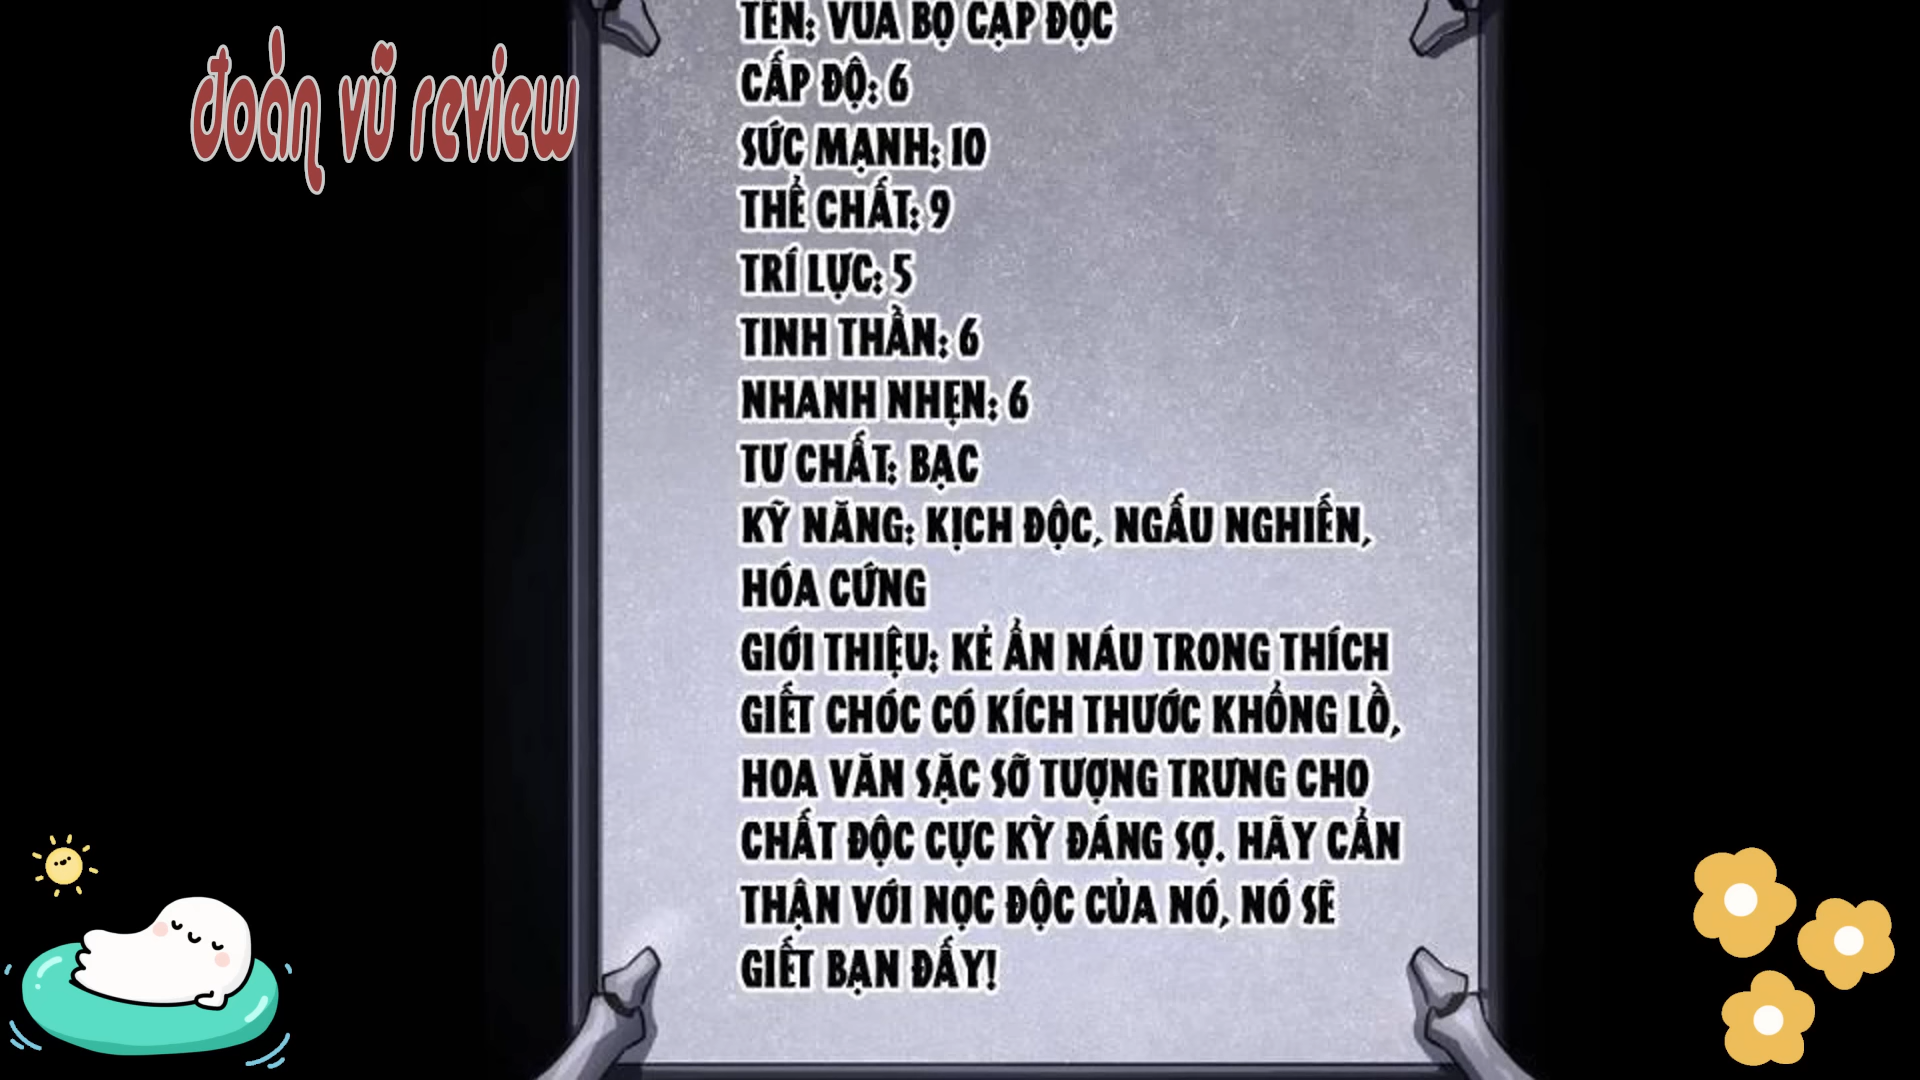 đoàn vũ review
TÊN: VUA BỌ CẠP ĐỘC
CẤP ĐỘ: 6
SỨC MẠNH: 10
THỂ CHẤT: 9
TRÍ LỰC: 5
TINH THẦN: 6
NHANH NHẸN: 6
TƯ CHẤT: BẠC
KỸ NĂNG: KỊCH ĐỘC, NGẤU NGHIẾN,
HÓA CỨNG
GIỚI THIỆU: KẺ ẨN NÁU TRONG THÍCH
GIẾT CHÓC CÓ KÍCH THƯỚC KHỔNG LỒ,
HOA VĂN SẶC SỠ TƯỢNG TRƯNG CHO
CHẤT ĐỘC CỰC KỲ ĐÁNG SỢ. HÃY CẨN
THẬN VỚI NỌC ĐỘC CỦA NÓ, NÓ SẼ
GIẾT BẠN ĐẤY!